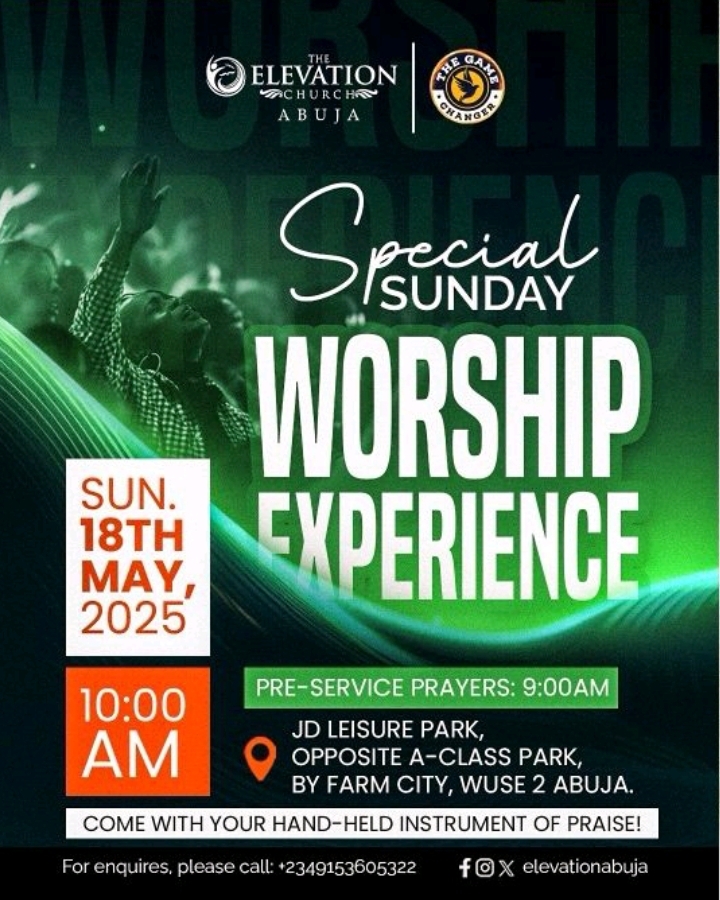 THE
ELEVATION
CHURCH
ABUJA
THE GAME
CHANGER
WORSHIP
EXPERIENCE
Special
SUNDAY
WORSHIP
EXPERIENCE
SUN.
18TH
MAY,
2025
10:00
AM
PRE-SERVICE PRAYERS: 9:00AM
JD LEISURE PARK,
OPPOSITE A-CLASS PARK,
BY FARM CITY, WUSE 2 ABUJA.
COME WITH YOUR HAND-HELD INSTRUMENT OF PRAISE!
For enquires, please call: +2349153605322
elevationabuja